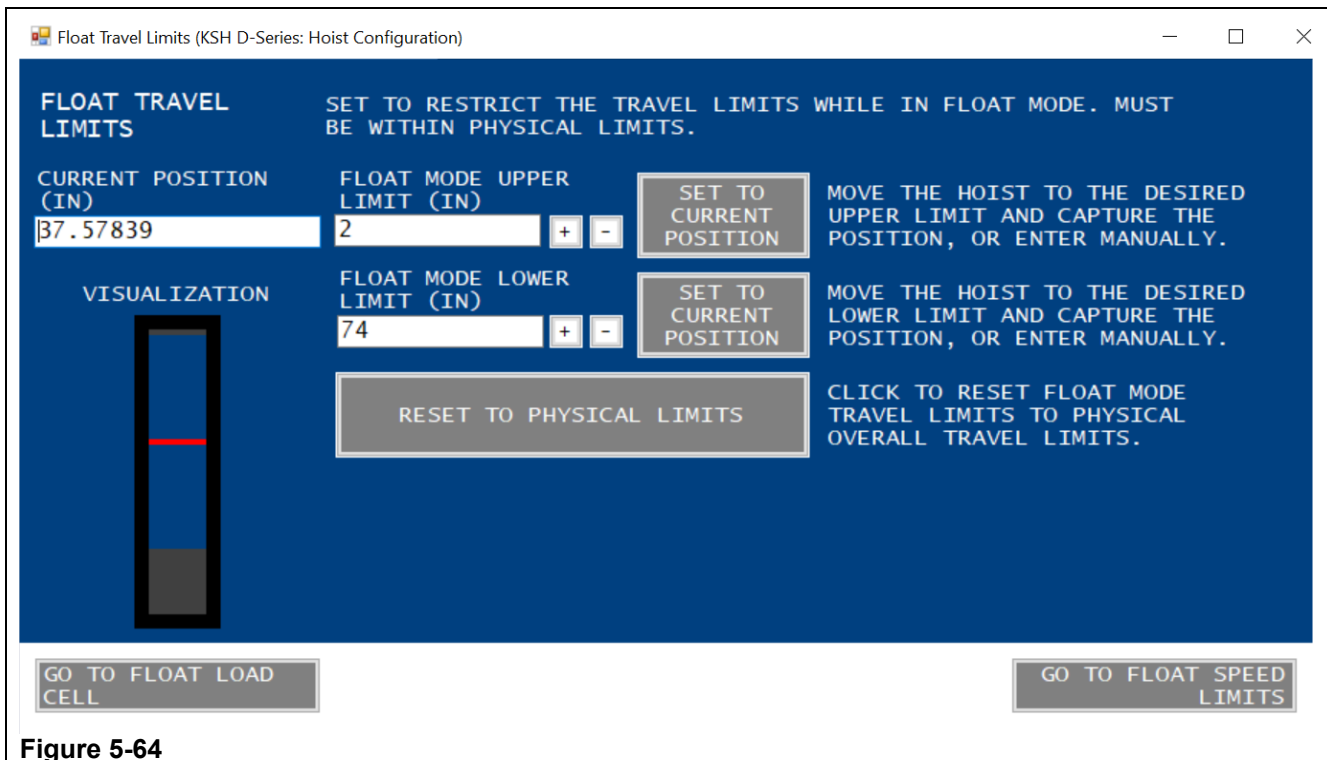 Float Travel Limits (KSH D-Series: Hoist Configuration)
FLOAT TRAVEL
LIMITS
SET TO RESTRICT THE TRAVEL LIMITS WHILE IN FLOAT MODE. MUST
BE WITHIN PHYSICAL LIMITS.
CURRENT POSITION
(IN)
37.57839
VISUALIZATION
FLOAT MODE UPPER
LIMIT (IN)
2
+ -
SET TO
CURRENT
POSITION
MOVE THE HOIST TO THE DESIRED
UPPER LIMIT AND CAPTURE THE
POSITION, OR ENTER MANUALLY.
FLOAT MODE LOWER
LIMIT (IN)
74
+ -
SET TO
CURRENT
POSITION
MOVE THE HOIST TO THE DESIRED
LOWER LIMIT AND CAPTURE THE
POSITION, OR ENTER MANUALLY.
RESET TO PHYSICAL LIMITS
CLICK TO RESET FLOAT MODE
TRAVEL LIMITS TO PHYSICAL
OVERALL TRAVEL LIMITS.
GO TO FLOAT LOAD
CELL
GO TO FLOAT SPEED
LIMITS
Figure 5-64